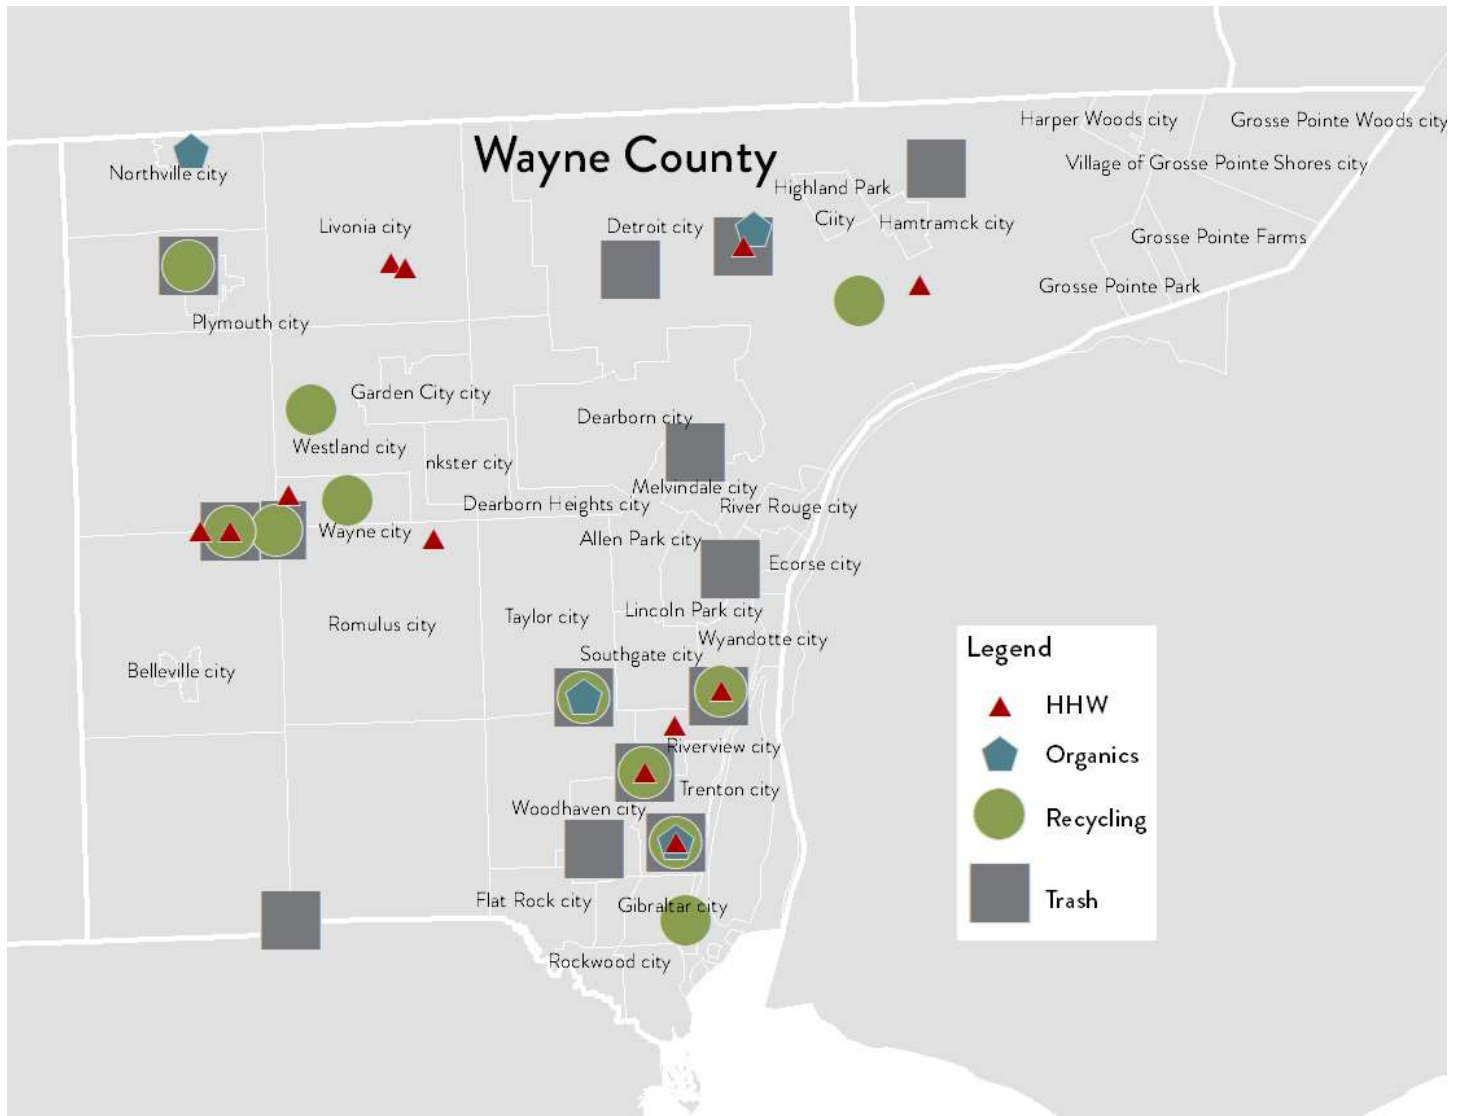 Harper Woods city
Grosse Pointe Woods city
Wayne County
Village of Grosse Pointe Shores city
Northville city
Highland Park
Ciity
Livonia city
Detroit city
Hamtramck city
Grosse Pointe Farms
Grosse Pointe Park
Plymouth city
Garden City city
Dearborn city
Westland city
nkster city
Melvindale city
Dearborn Heights city
River Rouge city
Wayne city
Allen Park city
Ecorse city
Lincoln Park city
Taylor city
Romulus city
Wyandotte city
Southgate city
Belleville city
Riverview city
Trenton city
Woodhaven city
Flat Rock city
Gibraltar city
Rockwood city
Legend
HHW
Organics
Recycling
Trash